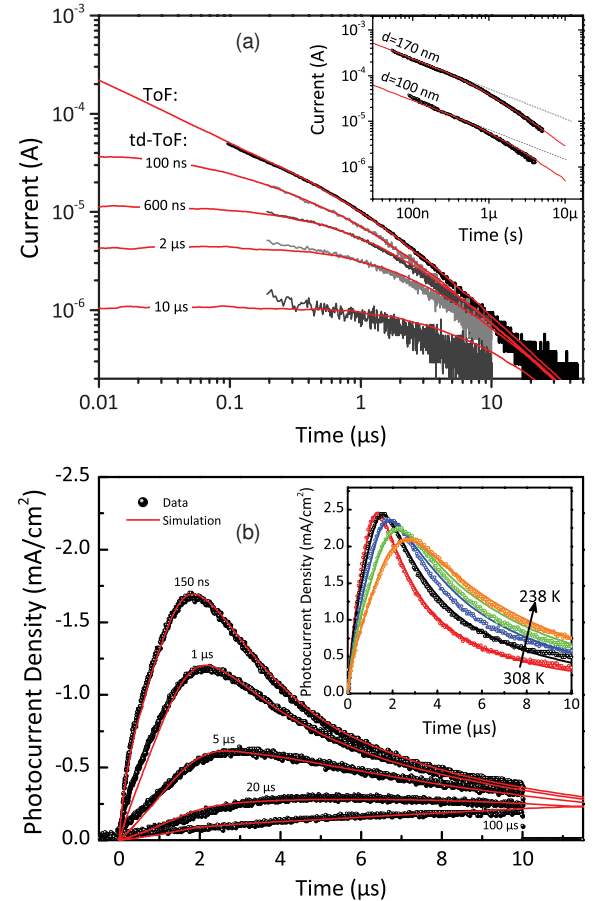 (a)
Current (A)
10⁻³
10⁻⁴
10⁻⁵
10⁻⁶
ToF:
td-ToF:
100 ns
600 ns
2 µs
10 µs
0.01
0.1
1
10
Time (µs)
Current (A)
10⁻³
10⁻⁴
10⁻⁵
10⁻⁶
d=170 nm
d=100 nm
100n
1µ
10µ
Time (s)
(b)
Photocurrent Density (mA/cm²)
-2.5
-2.0
-1.5
-1.0
-0.5
0.0
Data
Simulation
150 ns
1 µs
5 µs
20 µs
100 µs
0
2
4
6
8
10
Time (µs)
Photocurrent Density (mA/cm²)
2.5
2.0
1.5
1.0
0.5
0.0
238 K
308 K
0
2
4
6
8
10
Time (µs)